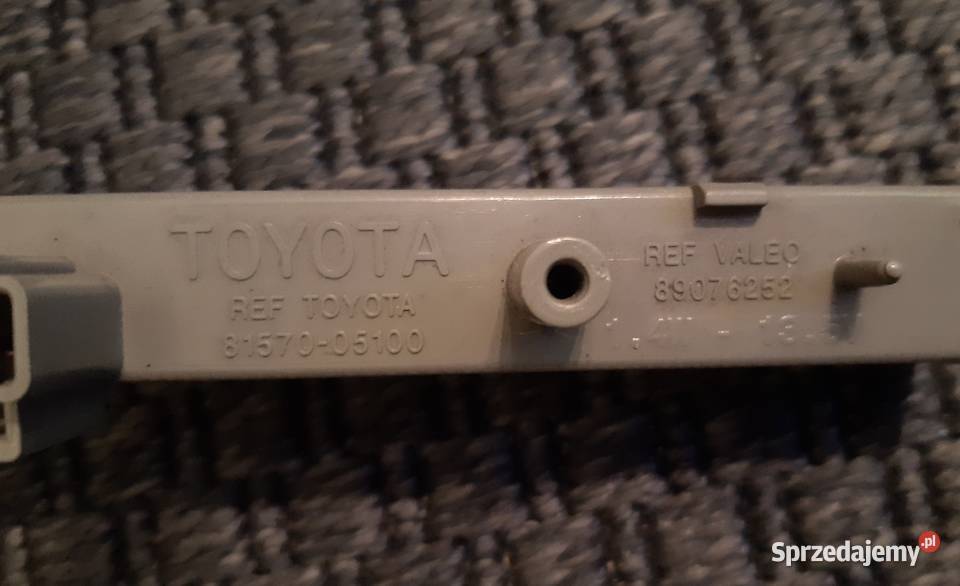 TOYOTA
REF TOYOTA
81570-05100
REF VALEO
89076252
Sprzedajemy.pl